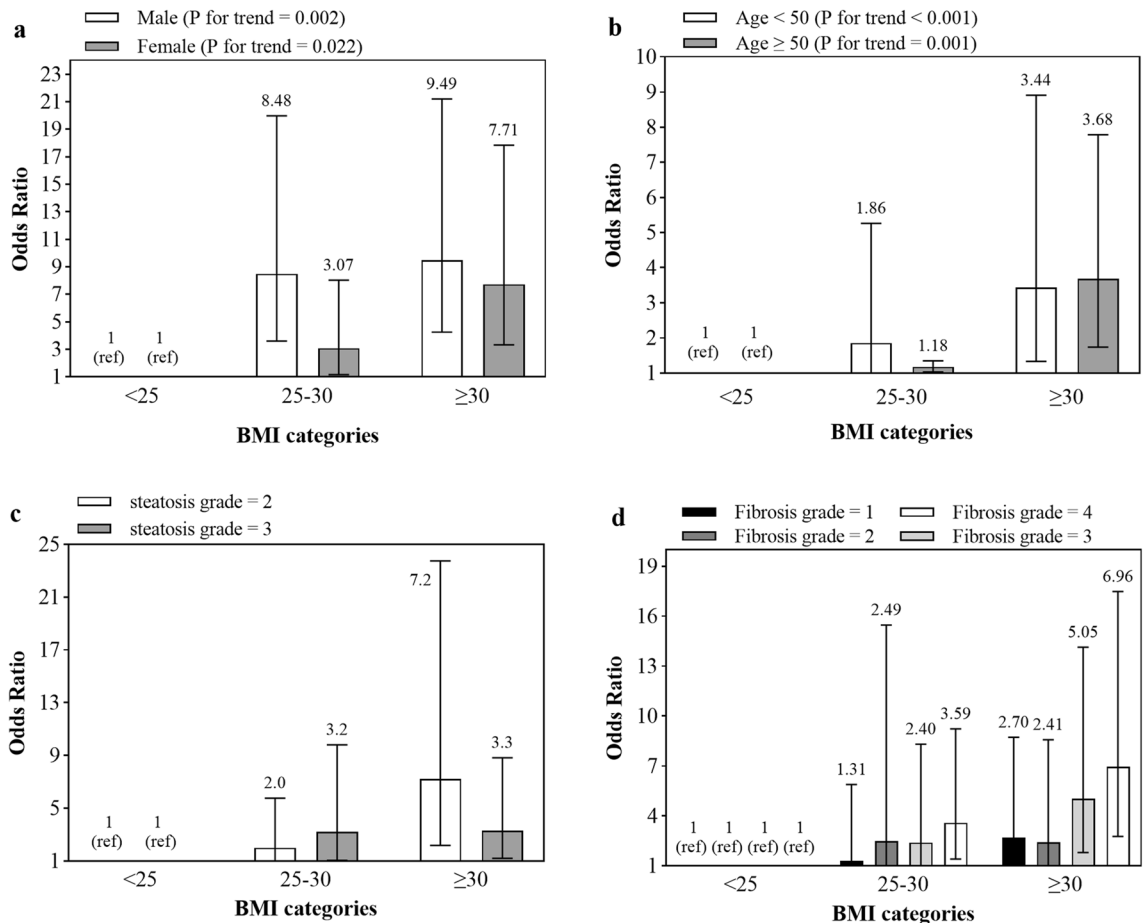 a
Male (P for trend = 0.002)
Female (P for trend = 0.022)
Odds Ratio
23
21
19
17
15
13
11
9
7
5
3
1
1
(ref)
1
(ref)
8.48
3.07
9.49
7.71
<25
25-30
≥30
BMI categories
b
Age < 50 (P for trend < 0.001)
Age ≥ 50 (P for trend = 0.001)
Odds Ratio
10
9
8
7
6
5
4
3
2
1
1
(ref)
1
(ref)
1.86
1.18
3.44
3.68
<25
25-30
≥30
BMI categories
c
steatosis grade = 2
steatosis grade = 3
Odds Ratio
25
21
17
13
9
5
1
1
(ref)
1
(ref)
2.0
3.2
7.2
3.3
<25
25-30
≥30
BMI categories
d
Fibrosis grade = 1
Fibrosis grade = 4
Fibrosis grade = 2
Fibrosis grade = 3
Odds Ratio
19
16
13
10
7
4
1
1
(ref)
1
(ref)
1
(ref)
1
(ref)
1.31
2.49
2.40
3.59
2.70
2.41
5.05
6.96
<25
25-30
≥30
BMI categories